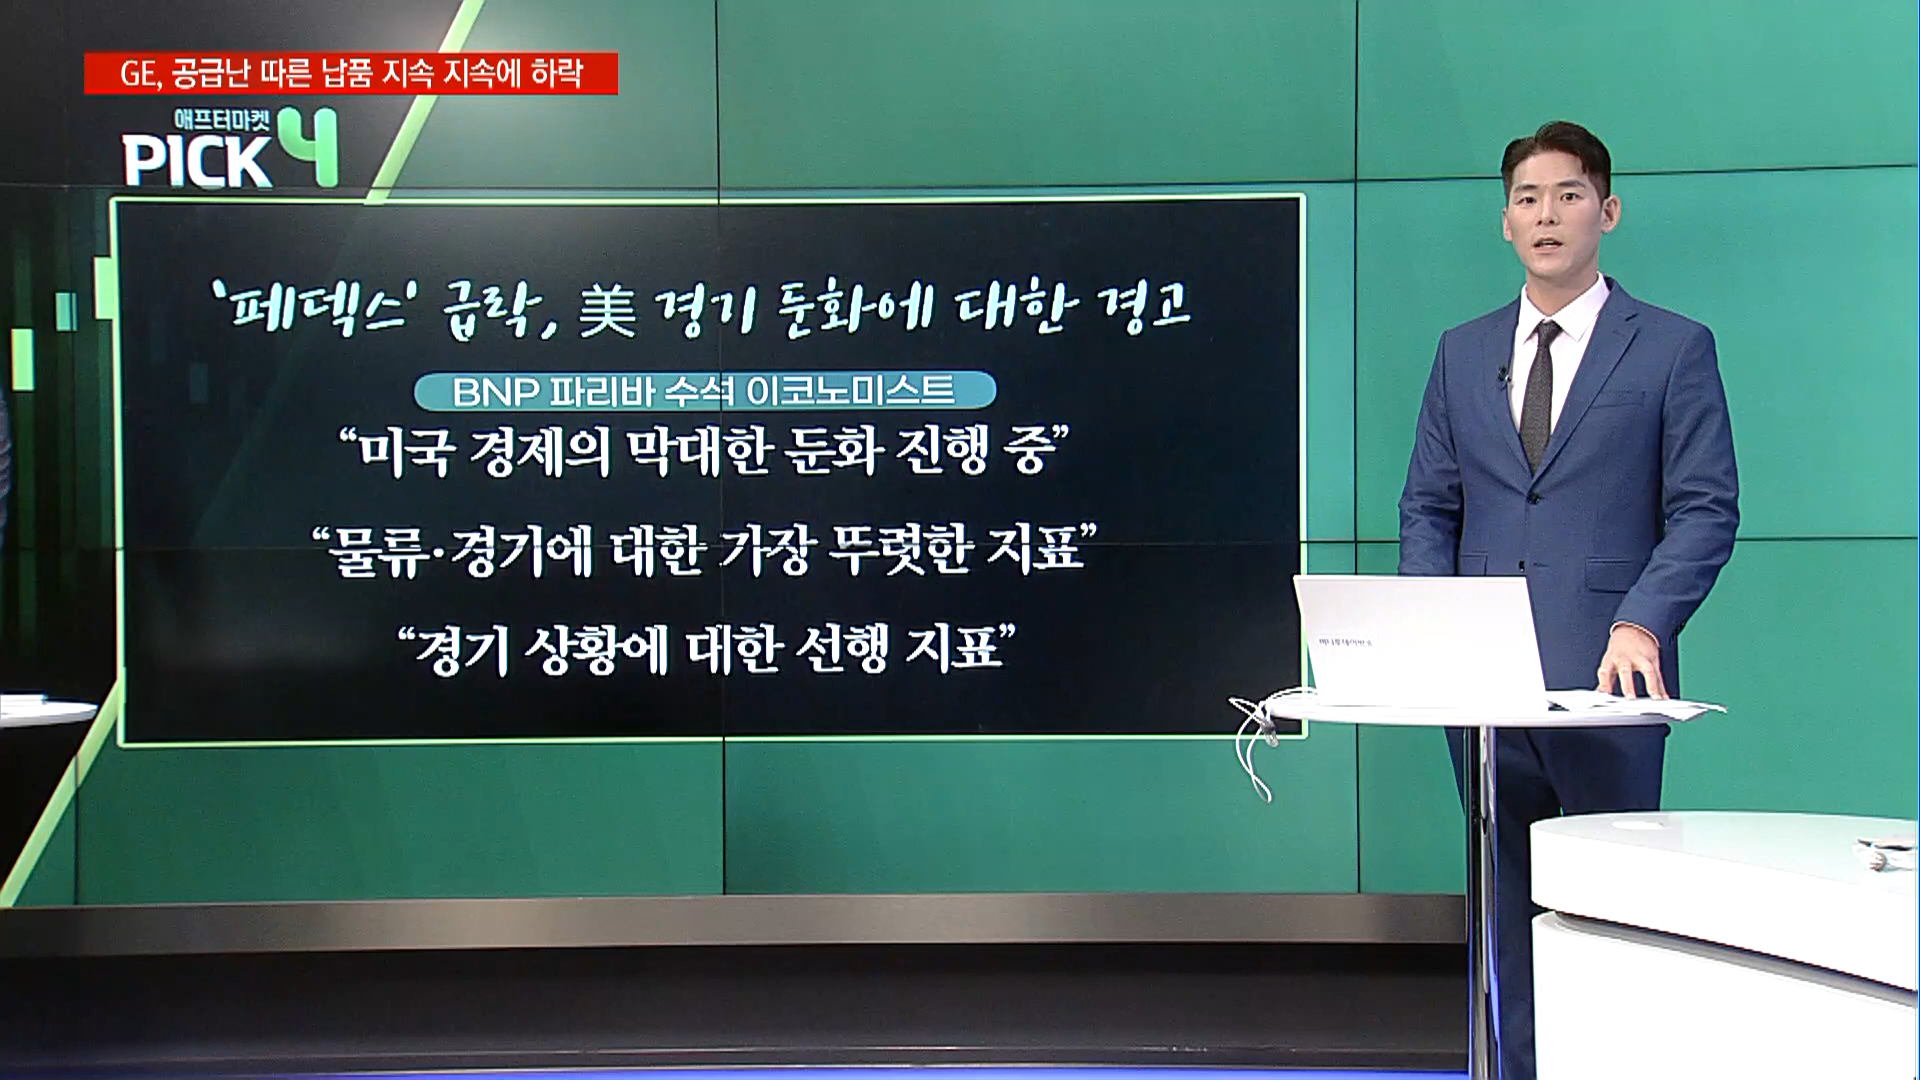 GE, 공급난 따른 납품 지속 지속에 하락
애프터마켓
PICK 4
'페덱스' 급락, 美 경기 둔화에 대한 경고
BNP 파리바 수석 이코노미스트
“미국 경제의 막대한 둔화 진행 중”
“물류·경기에 대한 가장 뚜렷한 지표”
“경기 상황에 대한 선행 지표”